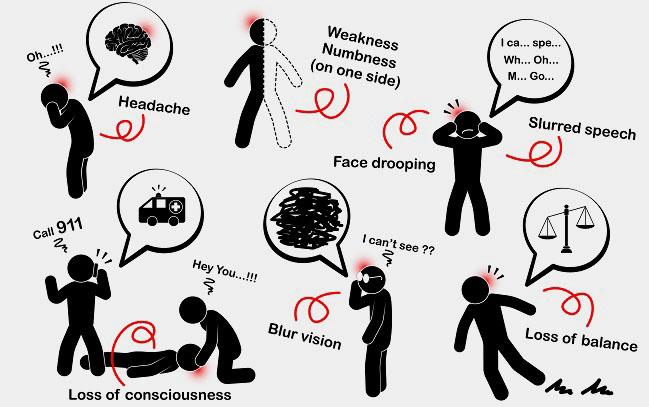 Oh...!!!
Headache
Weakness
Numbness
(on one side)
I ca... spe...
Wh... Oh...
M... Go...
Face drooping
Slurred speech
Call 911
Hey You...!!!
Loss of consciousness
I can't see ??
Blur vision
Loss of balance